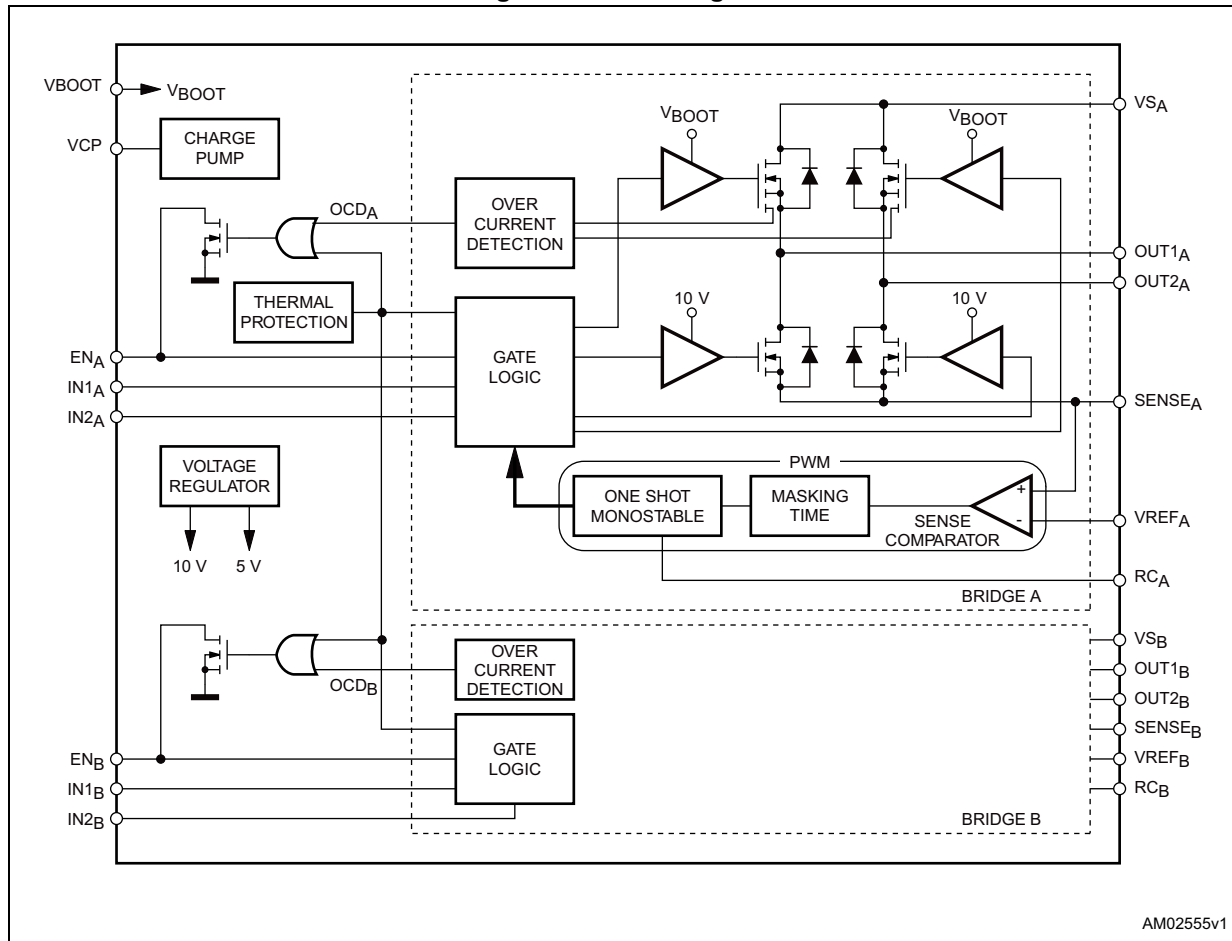 VBOOT
VBOOT
VCP
CHARGE
PUMP
OCDA
THERMAL
PROTECTION
ENA
IN1A
IN2A
VOLTAGE
REGULATOR
10 V
5 V
OVER
CURRENT
DETECTION
GATE
LOGIC
VBOOT
VBOOT
10 V
10 V
PWM
ONE SHOT
MONOSTABLE
MASKING
TIME
+
-
SENSE
COMPARATOR
BRIDGE A
VSA
OUT1A
OUT2A
SENSEA
VREFA
RCA
OCDB
OVER
CURRENT
DETECTION
GATE
LOGIC
ENB
IN1B
IN2B
BRIDGE B
VSB
OUT1B
OUT2B
SENSEB
VREFB
RCB
AM02555v1